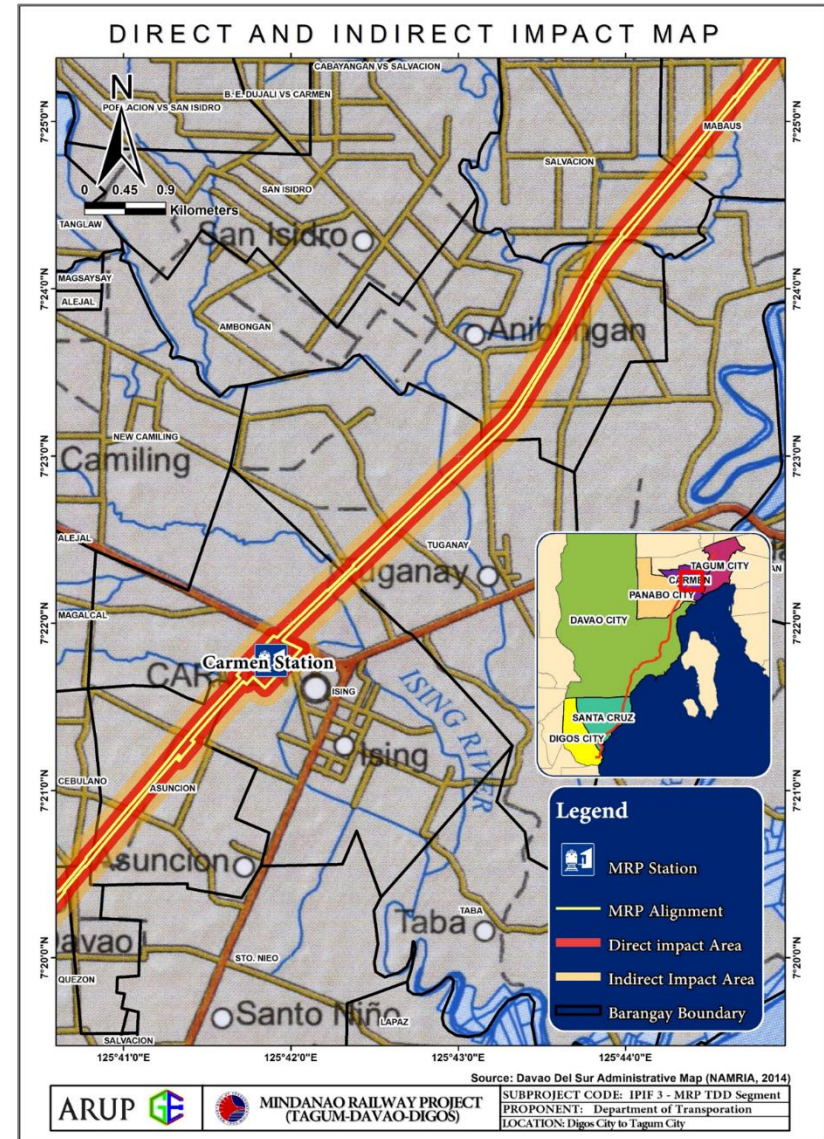 DIRECT AND INDIRECT IMPACT MAP
125°41'0"E
125°42'0"E
125°43'0"E
125°44'0"E
7°25'0"N
7°24'0"N
7°23'0"N
7°22'0"N
7°21'0"N
7°20'0"N
7°25'0"N
7°24'0"N
7°23'0"N
7°22'0"N
7°21'0"N
7°20'0"N
N
0 0.45 0.9
Kilometers
CABAYANGAN VS SALVACION
B. E. DUJALI VS CARMEN
POBLACION VS SAN ISIDRO
MABAUS
SALVACION
SAN ISIDRO
TANGLAW
San Isidro
MAGSAYSAY
ALEJAL
AMBONGAN
Anibongan
NEW CAMILING
Camiling
ALEJAL
TUGANAY
Tuganay
MAGALCAL
Carmen Station
ISING
ISING RIVER
Ising
CEBULANO
ASUNCION
Asuncion
TABA
Taba
Davao
STO. NIEO
QUEZON
Santo Niño
LAPAZ
SALVACION
TAGUM CITY
CARMEN
PANABO CITY
DAVAO CITY
SANTA CRUZ
DIGOS CITY
Legend
MRP Station
MRP Alignment
Direct impact Area
Indirect Impact Area
Barangay Boundary
Source: Davao Del Sur Administrative Map (NAMRIA, 2014)
ARUP GE
MINDANAO RAILWAY PROJECT
(TAGUM-DAVAO-DIGOS)
SUBPROJECT CODE: IPIF 3 - MRP TDD Segment
PROPONENT: Department of Transporation
LOCATION: Digos City to Tagum City